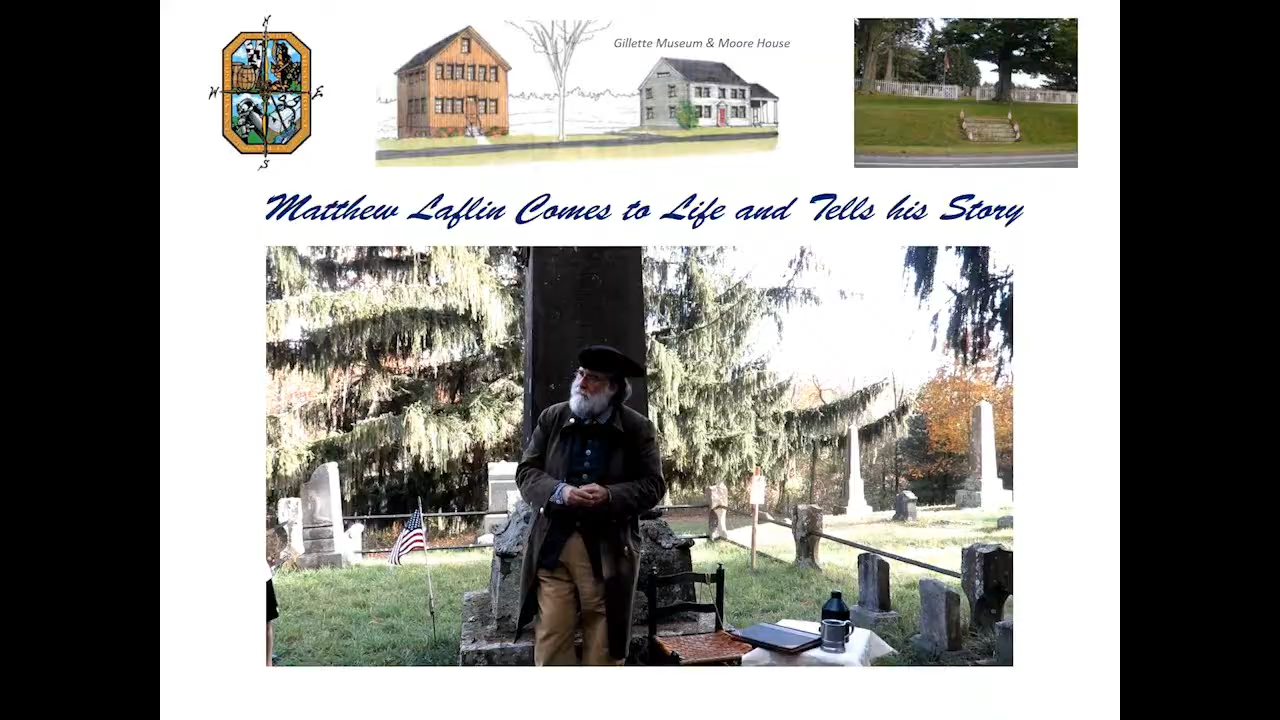 N
W
E
S
Gillette Museum & Moore House
Matthew Laflin Comes to Life and Tells his Story